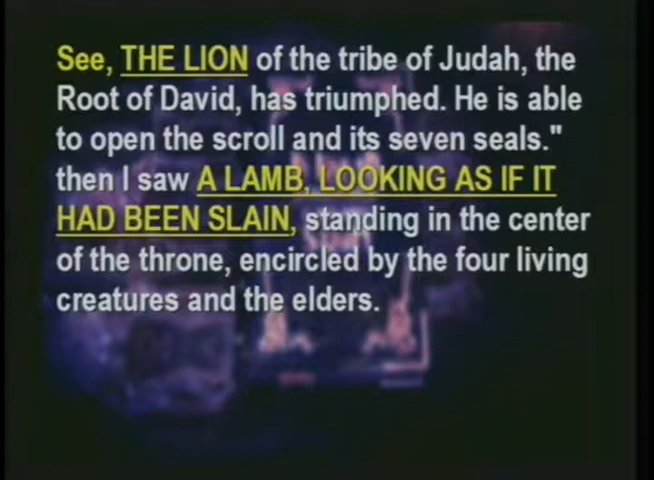 See, THE LION of the tribe of Judah, the
Root of David, has triumphed. He is able
to open the scroll and its seven seals."
then I saw A LAMB, LOOKING AS IF IT
HAD BEEN SLAIN, standing in the center
of the throne, encircled by the four living
creatures and the elders.